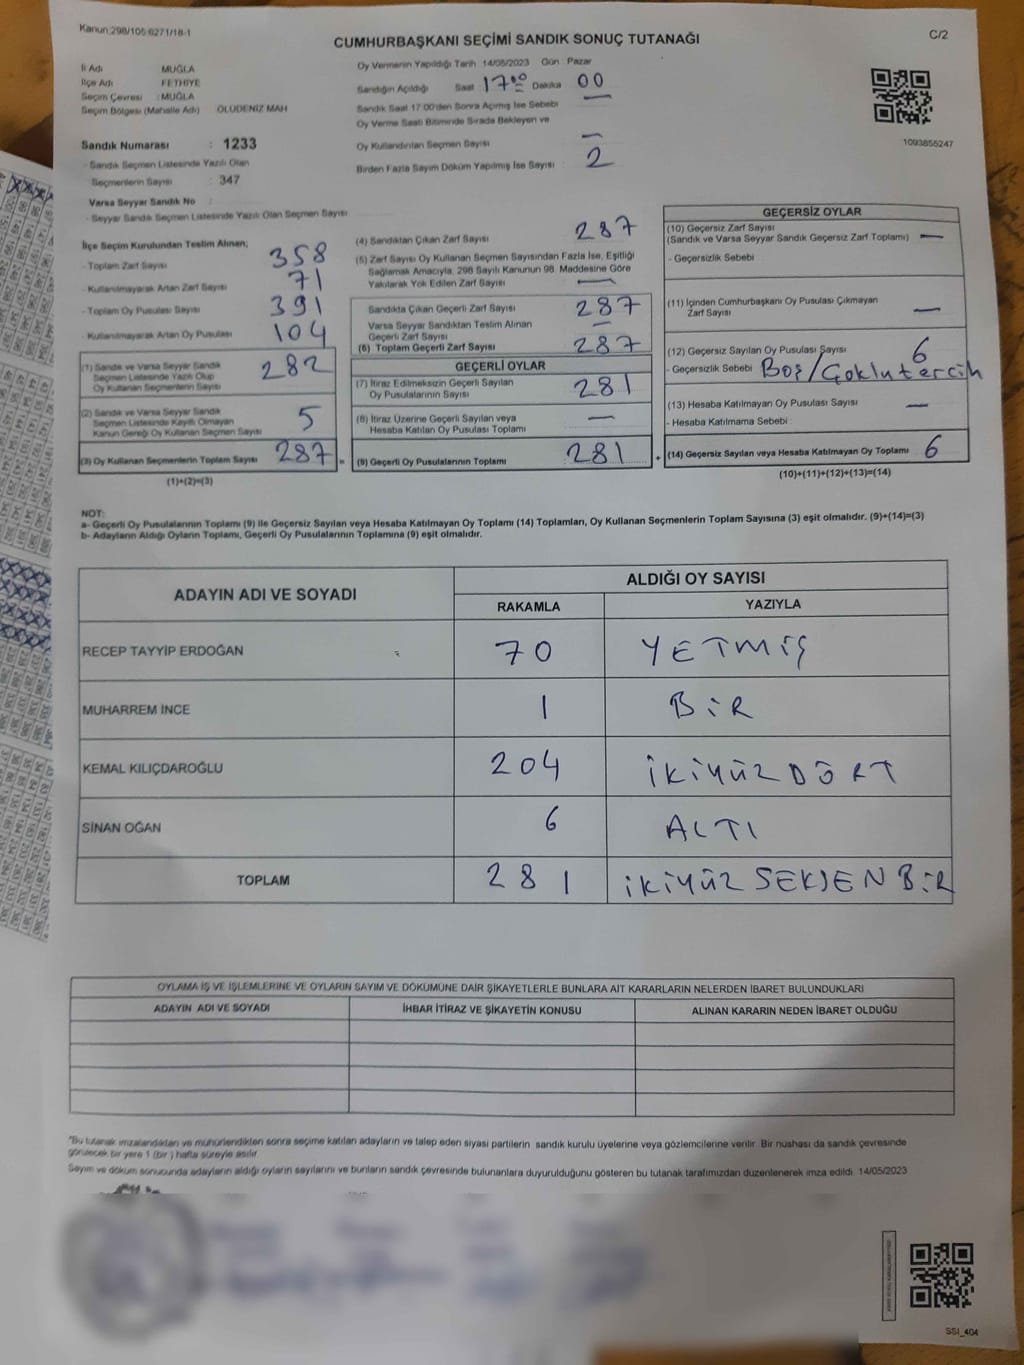 Kanun:298/105:6271/18-1
C/2
CUMHURBAŞKANI SEÇİMİ SANDIK SONUÇ TUTANAĞI
İl Adı MUĞLA
İlçe Adı FETHİYE
Seçim Çevresi : MUĞLA
Seçim Bölgesi (Mahalle Adı) ÖLÜDENİZ MAH
Sandık Numarası : 1233
- Sandık Seçmen Listesinde Yazılı Olan
Seçmenlerin Sayısı : 347
Varsa Seyyar Sandık No :
- Seyyar Sandık Seçmen Listesinde Yazılı Olan Seçmen Sayısı
Oy Vermenin Yapıldığı Tarih 14/05/2023 Gün Pazar
Sandığın Açıldığı Saat : 17:00 Dakika 00
Sandık Saat 17:00'den Sonra Açımış İse Sebebi —
Oy Verme Saati Bitiminde Sırada Bekleyen ve
Oy Kullandırılan Seçmen Sayısı —
Birden Fazla Sayım Döküm Yapılmış İse Sayısı : 2
1093855247
İlçe Seçim Kurulundan Teslim Alınan;
- Toplam Zarf Sayısı 358
- Kullanılmayarak Artan Zarf Sayısı 71
- Toplam Oy Pusulası Sayısı 391
- Kullanılmayarak Artan Oy Pusulası 104
(1) Sandık ve Varsa Seyyar Sandık
Seçmen Listesinde Yazılı Olup
Oy Kullanan Seçmenlerin Sayısı 282
(2) Sandık ve Varsa Seyyar Sandık
Seçmen Listesinde Kayıtlı Olmayan
Kanun Gereği Oy Kullanan Seçmen Sayısı 5
(3) Oy Kullanan Seçmenlerin Toplam Sayısı 287 =
(1)+(2)=(3)
(4) Sandıktan Çıkan Zarf Sayısı 287
(5) Zarf Sayısı Oy Kullanan Seçmen Sayısından Fazla İse, Eşitliği
Sağlamak Amacıyla, 298 Sayılı Kanunun 98. Maddesine Göre
Yakılarak Yok Edilen Zarf Sayısı —
Sandıkta Çıkan Geçerli Zarf Sayısı 287
Varsa Seyyar Sandıktan Teslim Alınan
Geçerli Zarf Sayısı —
(6) Toplam Geçerli Zarf Sayısı 287
GEÇERLİ OYLAR
(7) İtiraz Edilmeksizin Geçerli Sayılan
Oy Pusulalarının Sayısı 281
(8) İtiraz Üzerine Geçerli Sayılan veya
Hesaba Katılan Oy Pusulası Toplamı —
(9) Geçerli Oy Pusulalarının Toplamı 281 +
GEÇERSİZ OYLAR
(10) Geçersiz Zarf Sayısı
(Sandık ve Varsa Seyyar Sandık Geçersiz Zarf Toplamı) —
- Geçersizlik Sebebi
(11) İçinden Cumhurbaşkanı Oy Pusulası Çıkmayan
Zarf Sayısı —
(12) Geçersiz Sayılan Oy Pusulası Sayısı 6
- Geçersizlik Sebebi Boş/Çoklu tercih
(13) Hesaba Katılmayan Oy Pusulası Sayısı —
- Hesaba Katılmama Sebebi :
(14) Geçersiz Sayılan veya Hesaba Katılmayan Oy Toplamı 6
(10)+(11)+(12)+(13)=(14)
NOT:
a- Geçerli Oy Pusulalarının Toplamı (9) ile Geçersiz Sayılan veya Hesaba Katılmayan Oy Toplamı (14) Toplamları, Oy Kullanan Seçmenlerin Toplam Sayısına (3) eşit olmalıdır. (9)+(14)=(3)
b- Adayların Aldığı Oyların Toplamı, Geçerli Oy Pusulalarının Toplamına (9) eşit olmalıdır.
ADAYIN ADI VE SOYADI ALDIĞI OY SAYISI
RAKAMLA YAZIYLA
RECEP TAYYİP ERDOĞAN 70 YETMİŞ
MUHARREM İNCE 1 BİR
KEMAL KILIÇDAROĞLU 204 İKİYÜZDÖRT
SİNAN OĞAN 6 ALTI
TOPLAM 281 İKİYÜZ SEKSEN BİR
OYLAMA İŞ VE İŞLEMLERİNE VE OYLARIN SAYIM VE DÖKÜMÜNE DAİR ŞİKAYETLERLE BUNLARA AİT KARARLARIN NELERDEN İBARET BULUNDUKLARI
ADAYIN ADI VE SOYADI İHBAR İTİRAZ VE ŞİKAYETİN KONUSU ALINAN KARARIN NEDEN İBARET OLDUĞU
"Bu tutanak imzalandıktan ve mühürlendikten sonra seçime katılan adayların ve talep eden siyasi partilerin sandık kurulu üyelerine veya gözlemcilerine verilir. Bir nüshası da sandık çevresinde
görülecek bir yere 1 (bir ) hafta süreyle asılır.
Sayım ve döküm sonucunda adayların aldığı oyların sayılarını ve bunların sandık çevresinde bulunanlara duyurulduğunu gösteren bu tutanak tarafımızdan düzenlenerek imza edildi. 14/05/2023
SSI_404